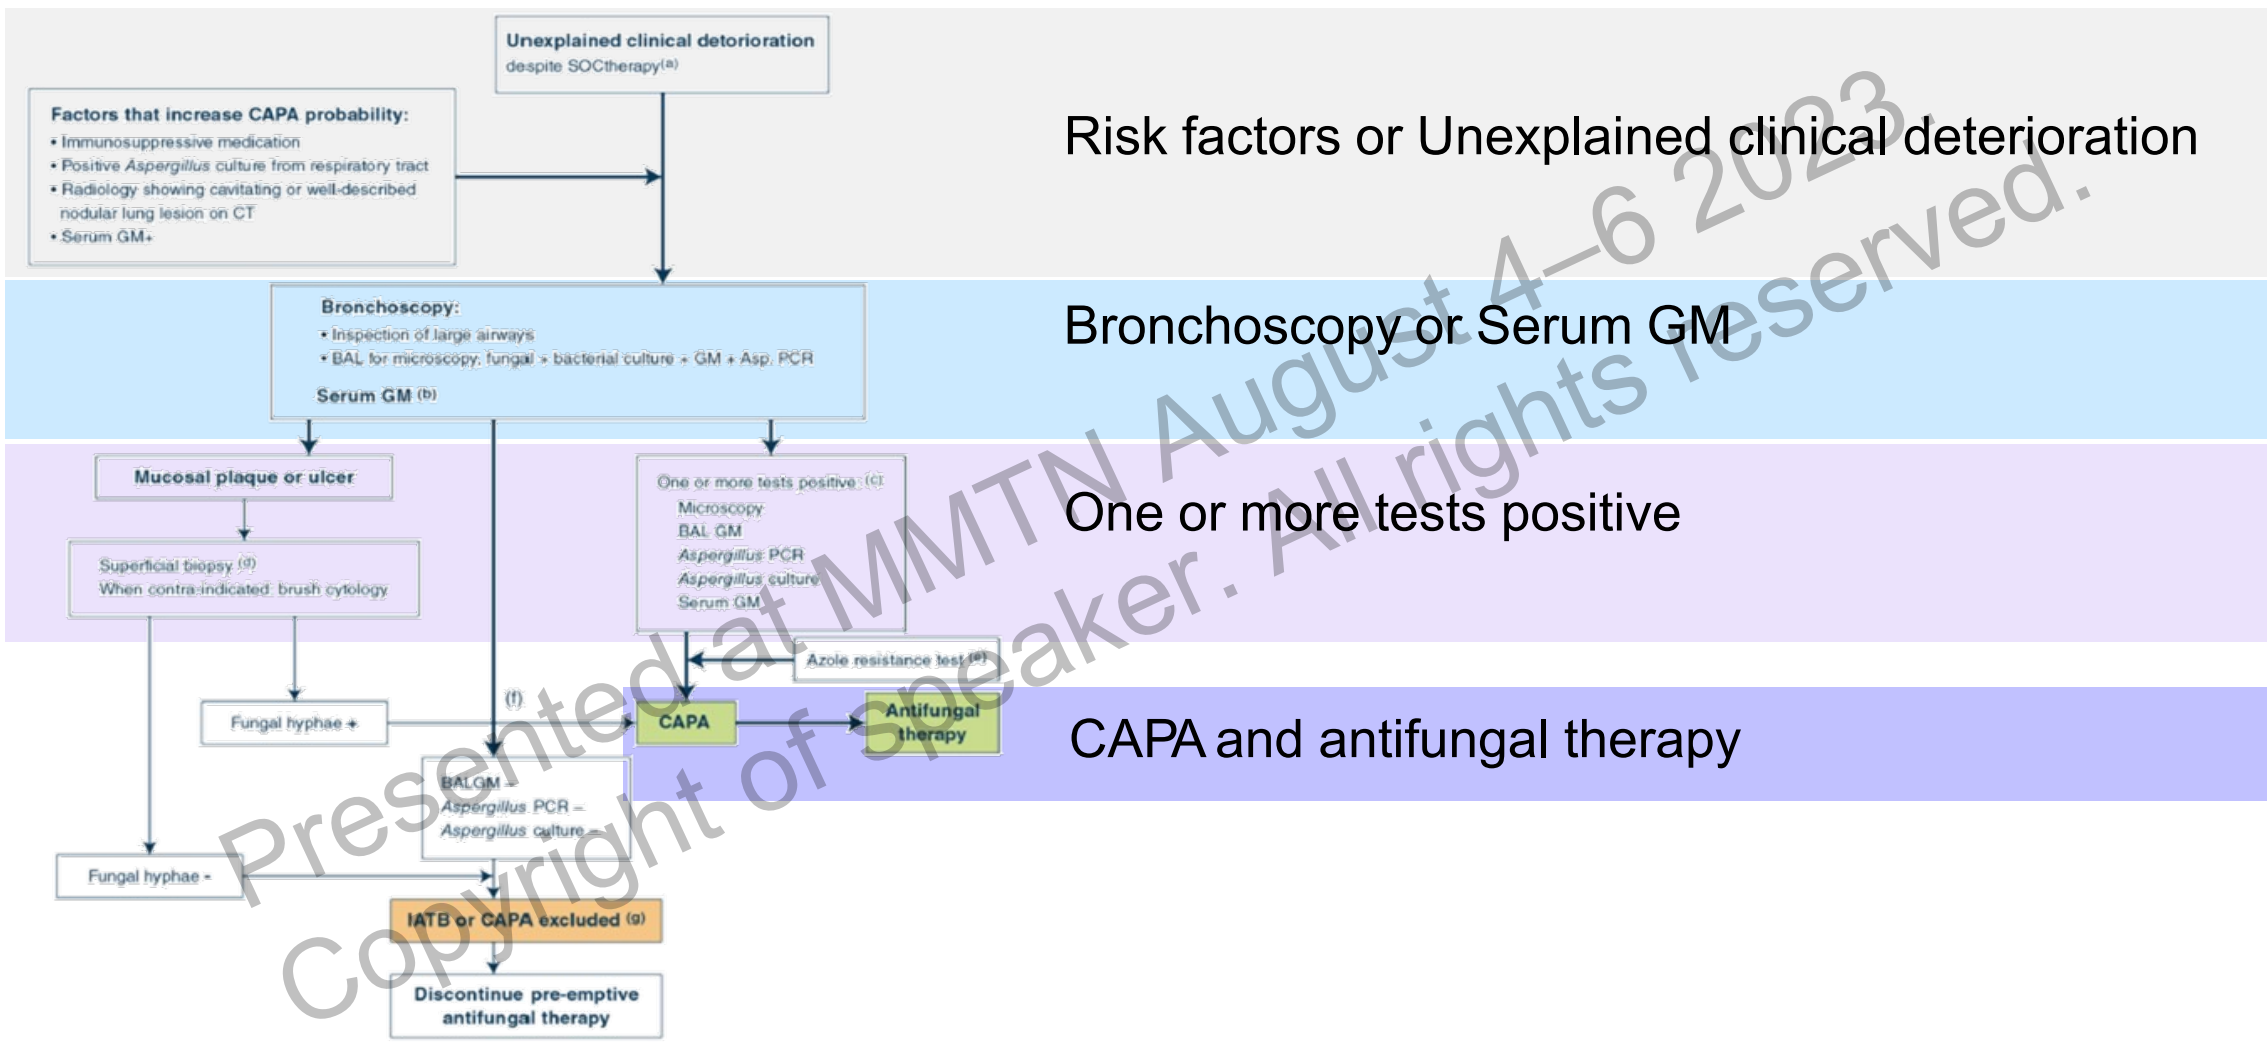 Unexplained clinical detorioration
despite SOCtherapy(a)
Factors that increase CAPA probability:
• Immunosuppressive medication
• Positive Aspergillus culture from respiratory tract
• Radiology showing cavitating or well-described
nodular lung lesion on CT
• Serum GM+
Risk factors or Unexplained clinical deterioration
Bronchoscopy:
• Inspection of large airways
• BAL for microscopy, fungal + bacterial culture + GM + Asp. PCR
Serum GM (b)
Bronchoscopy or Serum GM
Mucosal plaque or ulcer
Superficial biopsy (d)
When contra-indicated: brush cytology
One or more tests positive: (c)
Microscopy
BAL GM
Aspergillus PCR
Aspergillus culture
Serum GM
One or more tests positive
Azole resistance test (e)
Fungal hyphae +
(f)
CAPA
Antifungal
therapy
CAPA and antifungal therapy
BALGM –
Aspergillus PCR –
Aspergillus culture –
Fungal hyphae -
IATB or CAPA excluded (g)
Discontinue pre-emptive
antifungal therapy
Presented at MMTN August 4–6 2023.
Copyright of speaker. All rights reserved.